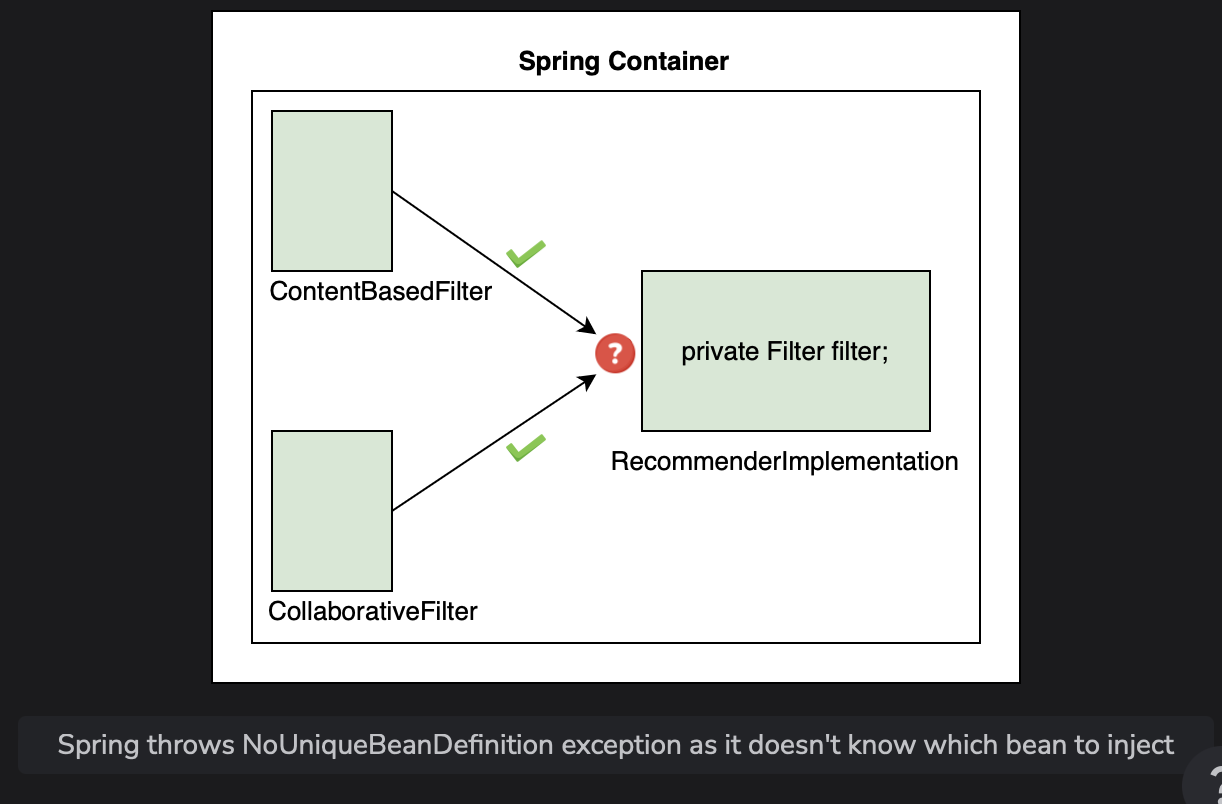 Spring Container
ContentBasedFilter
?
private Filter filter;
RecommenderImplementation
CollaborativeFilter
Spring throws NoUniqueBeanDefinition exception as it doesn't know which bean to inject
?